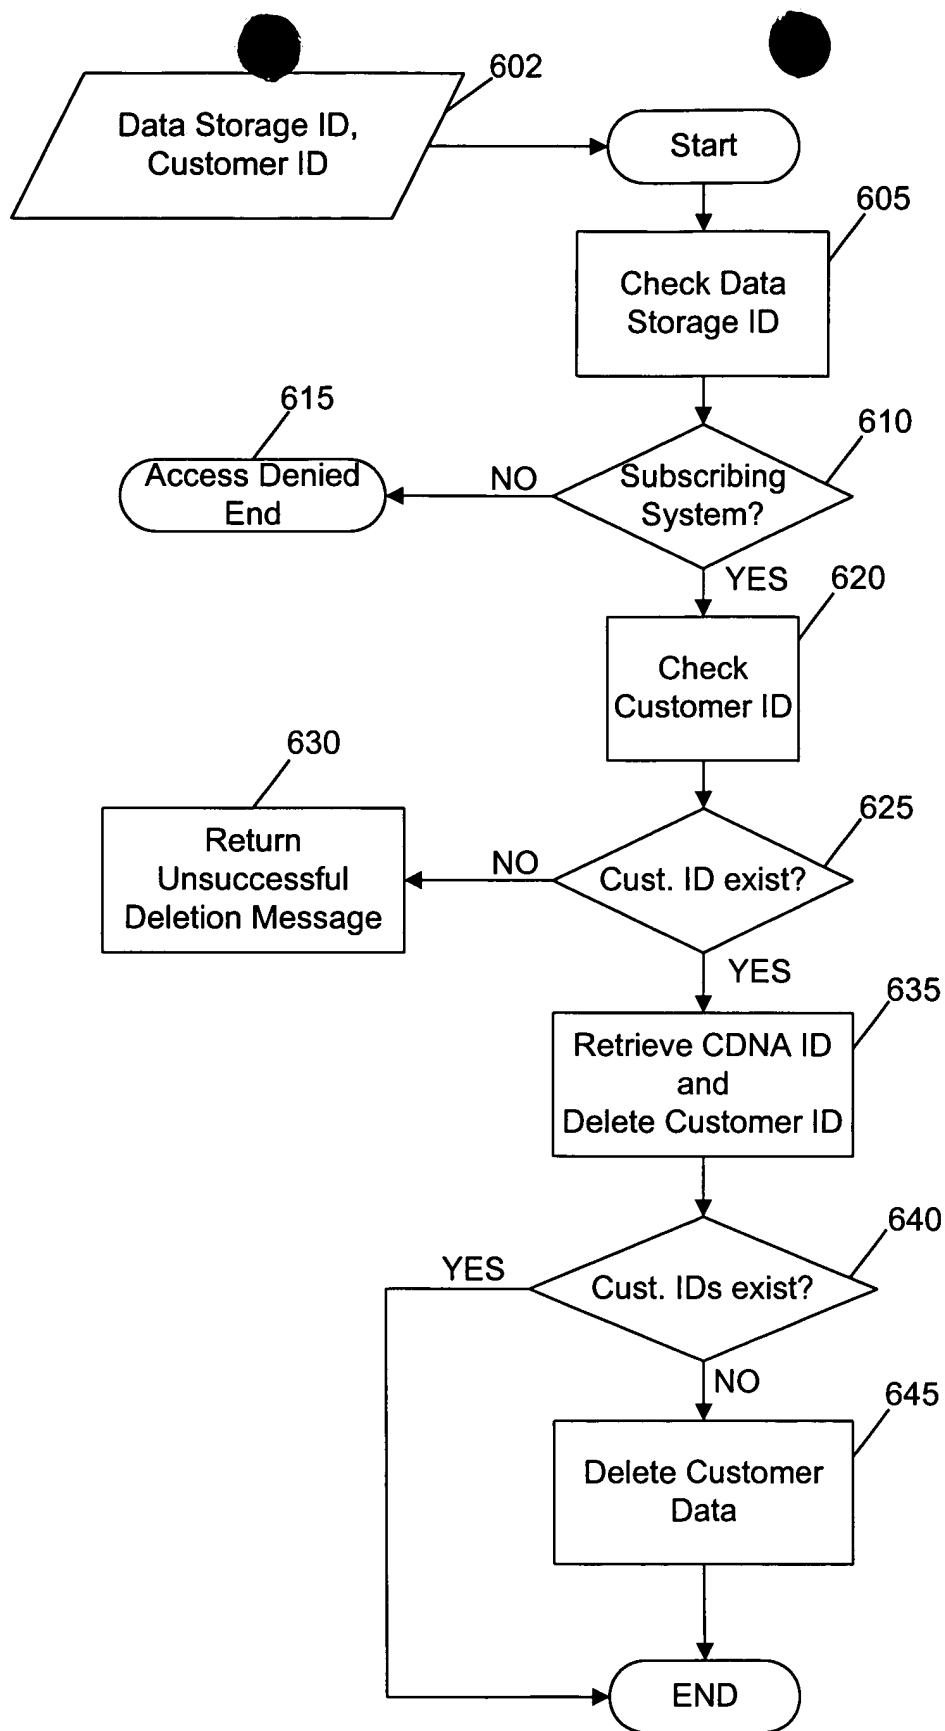 602
Data Storage ID,
Customer ID
Start
605
Check Data
Storage ID
615
610
Access Denied
End
NO
Subscribing
System?
YES
620
Check
Customer ID
630
625
Return
Unsuccessful
Deletion Message
NO
Cust. ID exist?
YES
635
Retrieve CDNA ID
and
Delete Customer ID
640
YES
Cust. IDs exist?
NO
645
Delete Customer
Data
END